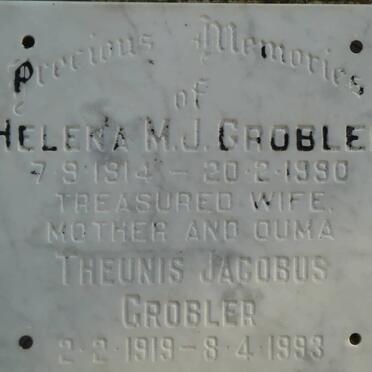 Precious Memories
of
HELENA M.J. GROBLER
7·9·1914 – 20·2·1990
TREASURED WIFE,
MOTHER AND OUMA
THEUNIS JACOBUS
GROBLER
2·2·1919 – 8·4·1993